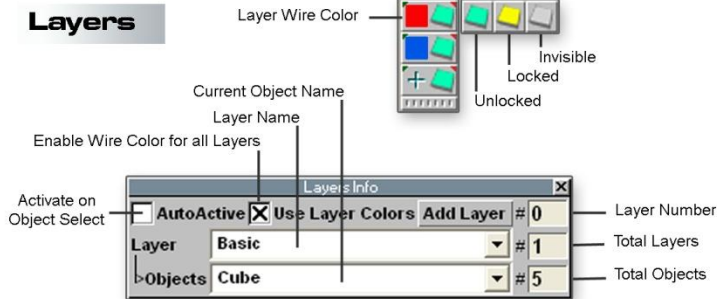 Layers
Layer Wire Color
Invisible
Locked
Unlocked
Current Object Name
Layer Name
Enable Wire Color for all Layers
Layers Info
Activate on
Object Select
AutoActive Use Layer Colors Add Layer # 0
Layer Number
Layer Basic # 1
Total Layers
Objects Cube # 5
Total Objects